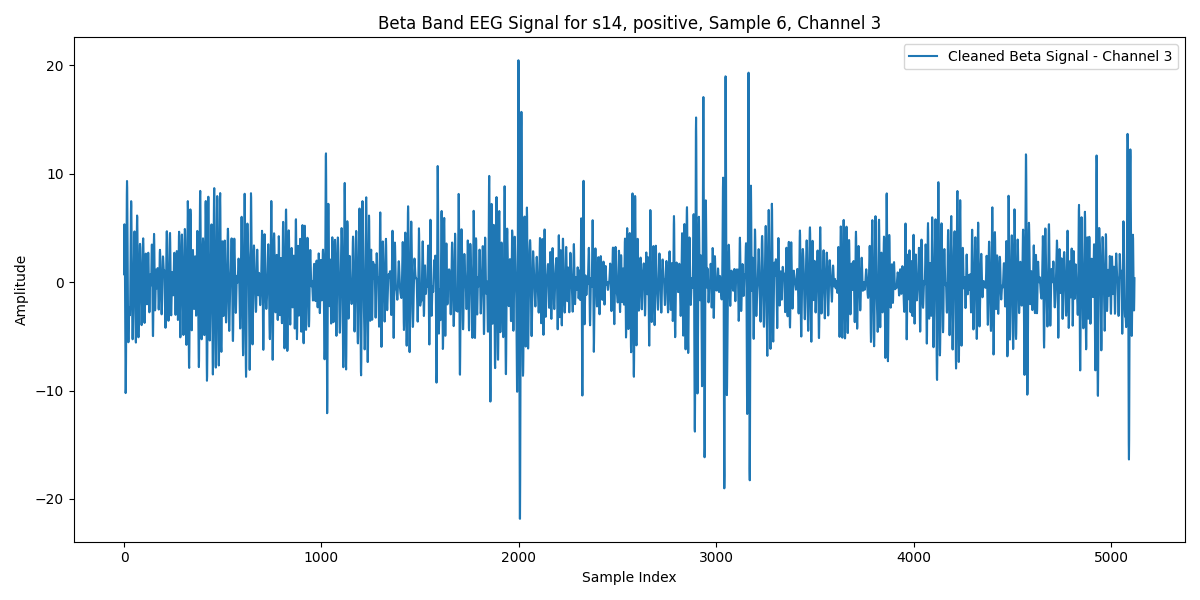 Beta Band EEG Signal for s14, positive, Sample 6, Channel 3
Cleaned Beta Signal - Channel 3
Amplitude
20
10
0
−10
−20
0 1000 2000 3000 4000 5000
Sample Index